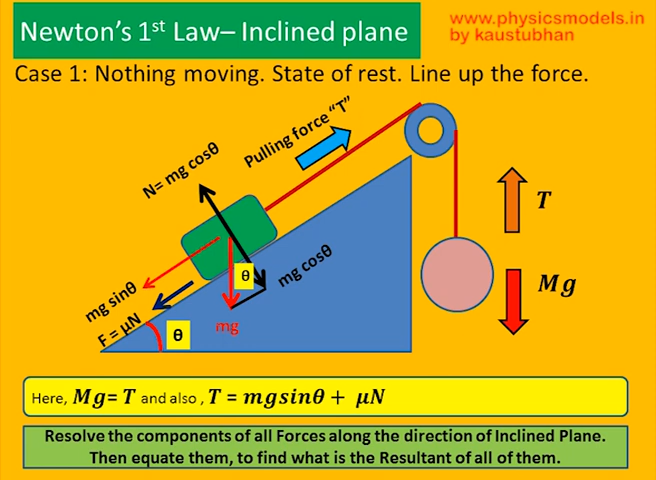 Newton's 1st Law– Inclined plane
www.physicsmodels.in
by kaustubhan
Case 1: Nothing moving. State of rest. Line up the force.
Pulling force "T"
N= mg cosθ
T
θ
mg cosθ
Mg
mg sinθ
F = μN
θ
mg
Here, Mg= T and also , T = mgsinθ + μN
Resolve the components of all Forces along the direction of Inclined Plane.
Then equate them, to find what is the Resultant of all of them.